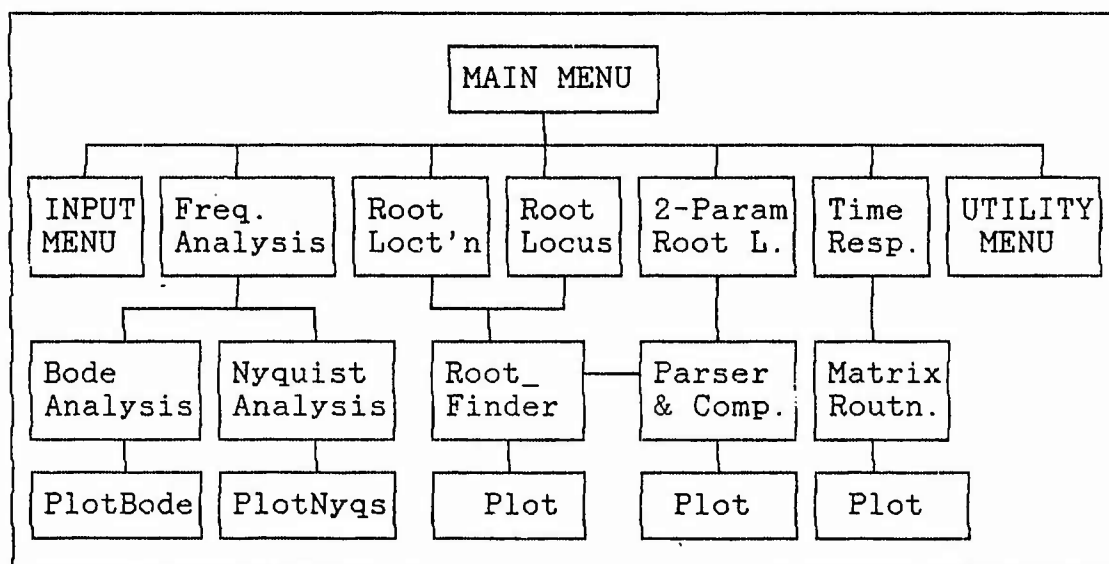 MAIN MENU
INPUT
MENU
Freq.
Analysis
Root
Loct'n
Root
Locus
2-Param
Root L.
Time
Resp.
UTILITY
MENU
Bode
Analysis
Nyquist
Analysis
Root_
Finder
Parser
& Comp.
Matrix
Routn.
PlotBode
PlotNyqs
Plot
Plot
Plot